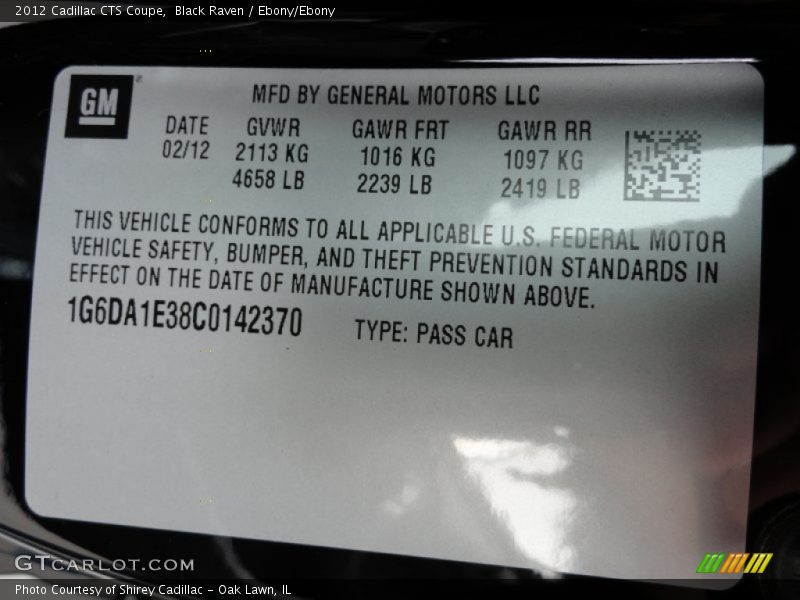 2012 Cadillac CTS Coupe, Black Raven / Ebony/Ebony
GM
MFD BY GENERAL MOTORS LLC
DATE GVWR GAWR FRT GAWR RR
02/12 2113 KG 1016 KG 1097 KG
4658 LB 2239 LB 2419 LB
THIS VEHICLE CONFORMS TO ALL APPLICABLE U.S. FEDERAL MOTOR
VEHICLE SAFETY, BUMPER, AND THEFT PREVENTION STANDARDS IN
EFFECT ON THE DATE OF MANUFACTURE SHOWN ABOVE.
1G6DA1E38C0142370 TYPE: PASS CAR
GTCARLOT.COM
Photo Courtesy of Shirey Cadillac - Oak Lawn, IL